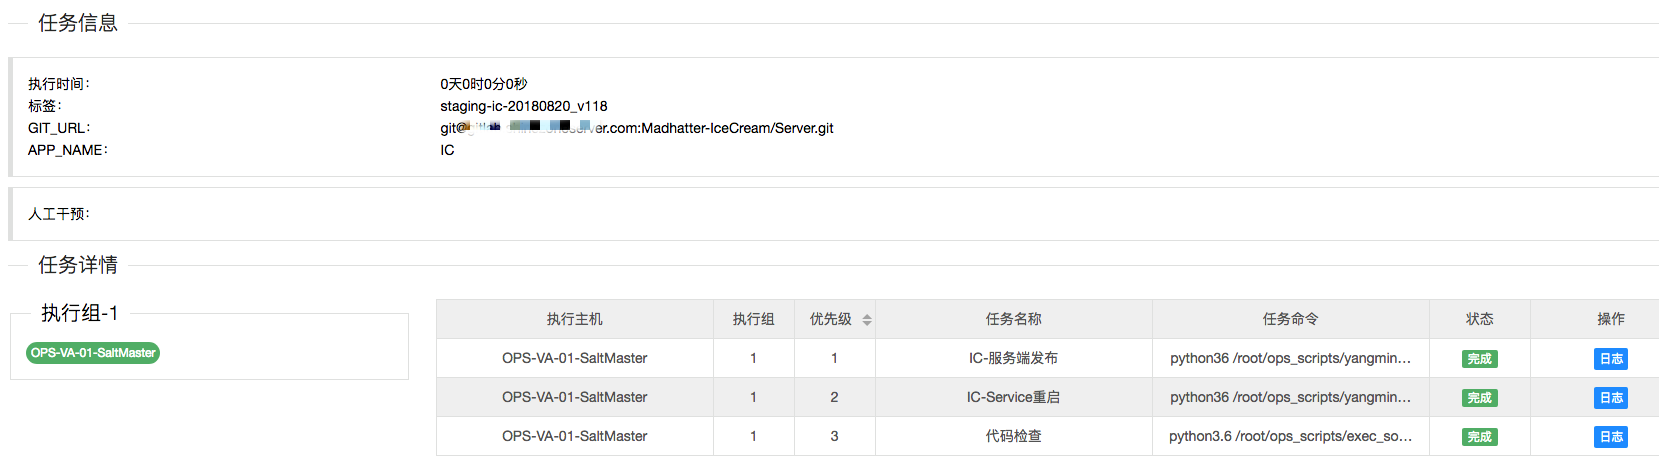 任务信息
执行时间： 0天0时0分0秒
标签： staging-ic-20180820_v118
GIT_URL： git@ .com:Madhatter-IceCream/Server.git
APP_NAME： IC
人工干预：
任务详情
执行组-1
OPS-VA-01-SaltMaster
执行主机 执行组 优先级 任务名称 任务命令 状态 操作
OPS-VA-01-SaltMaster 1 1 IC-服务端发布 python36 /root/ops_scripts/yangmin... 完成 日志
OPS-VA-01-SaltMaster 1 2 IC-Service重启 python36 /root/ops_scripts/yangmin... 完成 日志
OPS-VA-01-SaltMaster 1 3 代码检查 python3.6 /root/ops_scripts/exec_so... 完成 日志